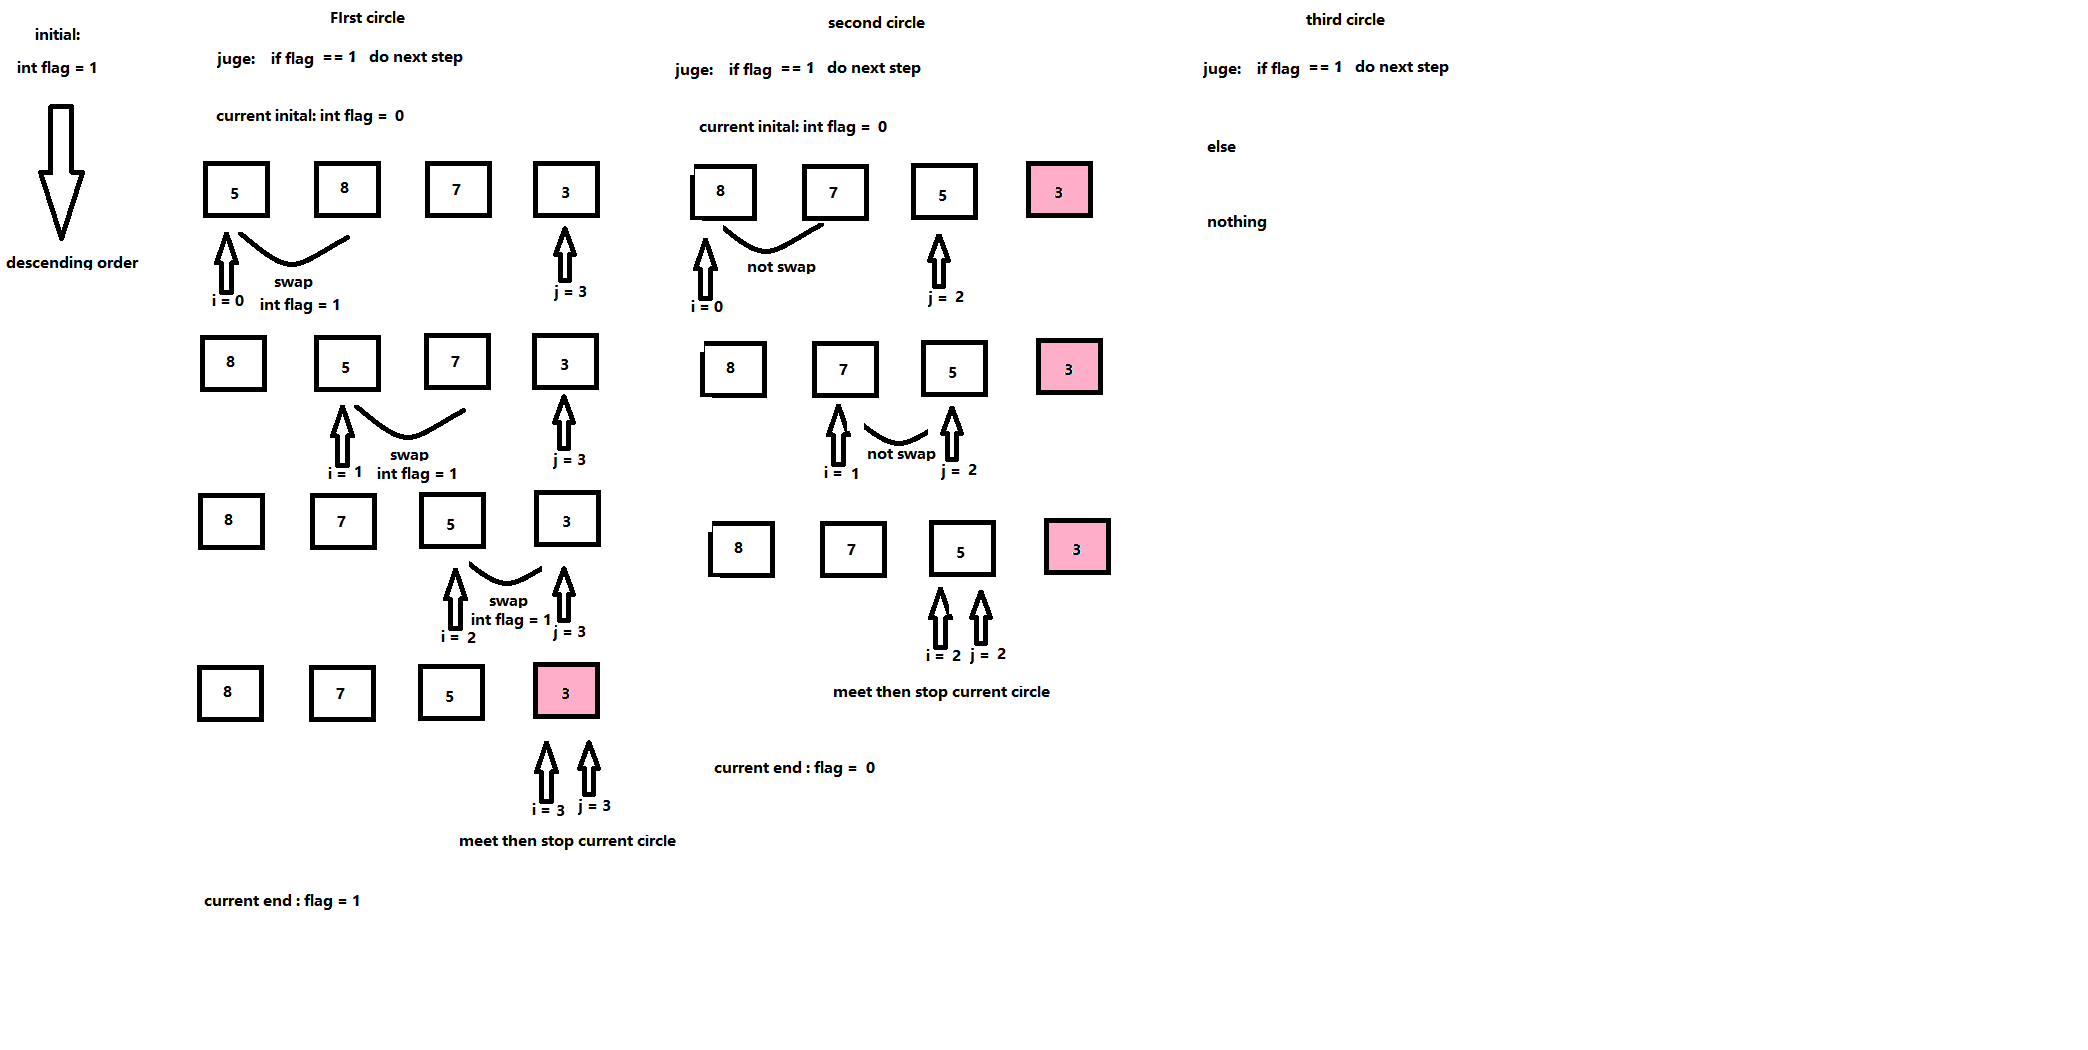 initial:
int flag = 1
descending order
FIrst circle
juge: if flag == 1 do next step
current inital: int flag = 0
5 8 7 3
swap
i = 0 int flag = 1 j = 3
8 5 7 3
swap
i = 1 int flag = 1 j = 3
8 7 5 3
swap
int flag = 1
i = 2 j = 3
8 7 5 3
i = 3 j = 3
meet then stop current circle
current end : flag = 1
second circle
juge: if flag == 1 do next step
current inital: int flag = 0
8 7 5 3
not swap
i = 0 j = 2
8 7 5 3
not swap
i = 1 j = 2
8 7 5 3
i = 2 j = 2
meet then stop current circle
current end : flag = 0
third circle
juge: if flag == 1 do next step
else
nothing